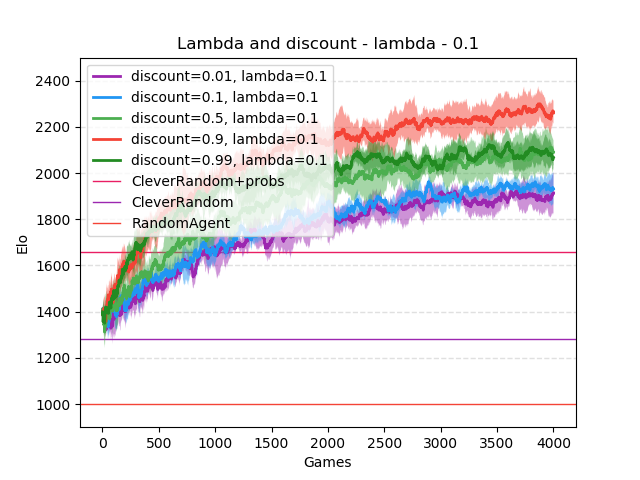 Lambda and discount - lambda - 0.1
discount=0.01, lambda=0.1
discount=0.1, lambda=0.1
discount=0.5, lambda=0.1
discount=0.9, lambda=0.1
discount=0.99, lambda=0.1
CleverRandom+probs
CleverRandom
RandomAgent
Elo
2400
2200
2000
1800
1600
1400
1200
1000
0 500 1000 1500 2000 2500 3000 3500 4000
Games